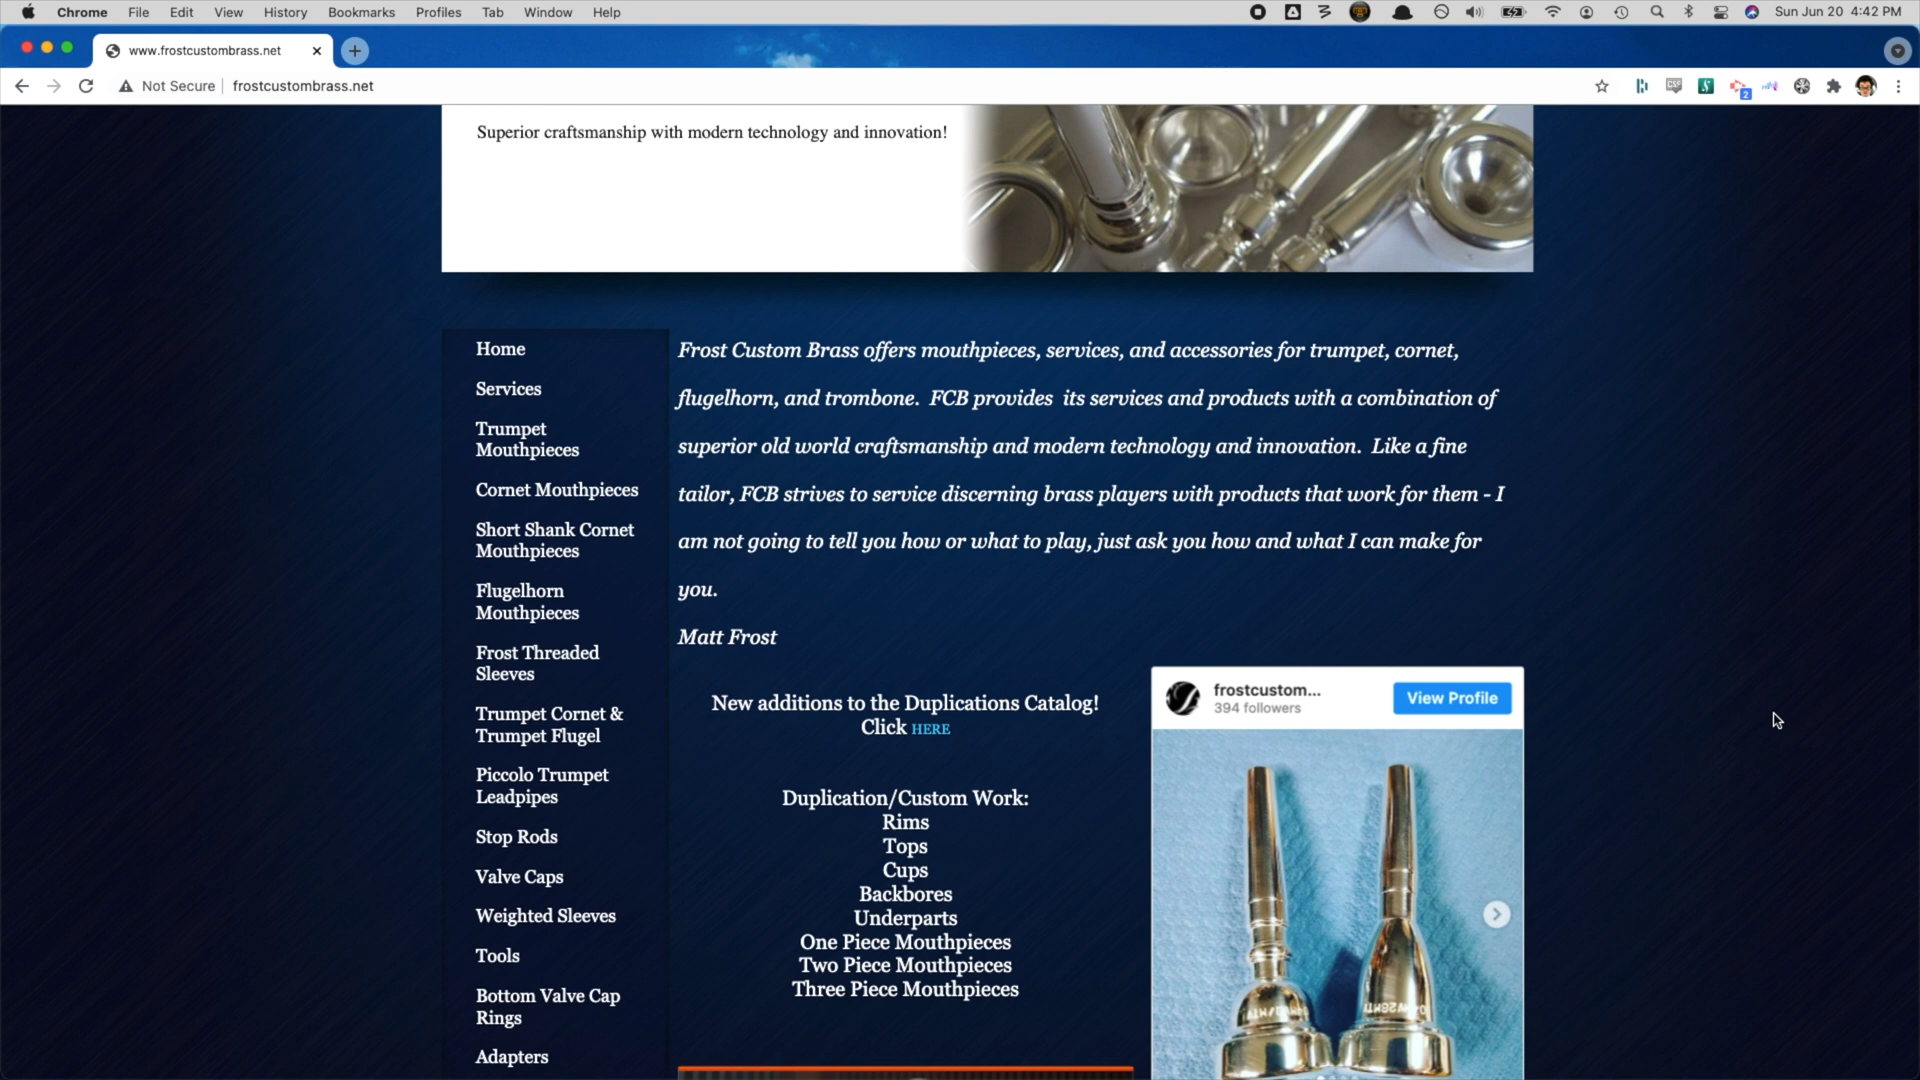 Chrome File Edit View History Bookmarks Profiles Tab Window Help Sun Jun 20 4:42 PM
www.frostcustombrass.net
Not Secure frostcustombrass.net
2
Superior craftsmanship with modern technology and innovation!
Home
Services
Trumpet
Mouthpieces
Cornet Mouthpieces
Short Shank Cornet
Mouthpieces
Flugelhorn
Mouthpieces
Frost Threaded
Sleeves
Trumpet Cornet &
Trumpet Flugel
Piccolo Trumpet
Leadpipes
Stop Rods
Valve Caps
Weighted Sleeves
Tools
Bottom Valve Cap
Rings
Adapters
Frost Custom Brass offers mouthpieces, services, and accessories for trumpet, cornet,
flugelhorn, and trombone. FCB provides its services and products with a combination of
superior old world craftsmanship and modern technology and innovation. Like a fine
tailor, FCB strives to service discerning brass players with products that work for them - I
am not going to tell you how or what to play, just ask you how and what I can make for
you.
Matt Frost
New additions to the Duplications Catalog!
Click HERE
Duplication/Custom Work:
Rims
Tops
Cups
Backbores
Underparts
One Piece Mouthpieces
Two Piece Mouthpieces
Three Piece Mouthpieces
frostcustom...
394 followers
View Profile